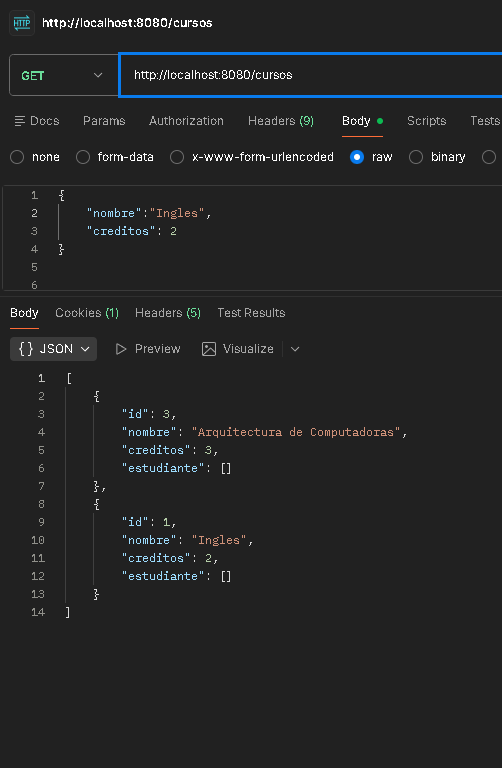 HTTP http://localhost:8080/cursos
GET http://localhost:8080/cursos
Docs Params Authorization Headers (9) Body Scripts Tests
none form-data x-www-form-urlencoded raw binary
1 {
2 "nombre":"Ingles",
3 "creditos": 2
4 }
5
6
Body Cookies (1) Headers (5) Test Results
{} JSON Preview Visualize
1 [
2 {
3 "id": 3,
4 "nombre": "Arquitectura de Computadoras",
5 "creditos": 3,
6 "estudiante": []
7 },
8 {
9 "id": 1,
10 "nombre": "Ingles",
11 "creditos": 2,
12 "estudiante": []
13 }
14 ]